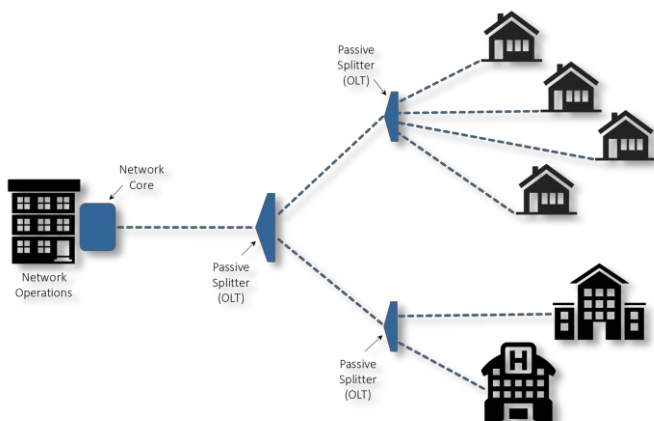 Passive
Splitter
(OLT)
Network
Core
Network
Operations
Passive
Splitter
(OLT)
Passive
Splitter
(OLT)
H